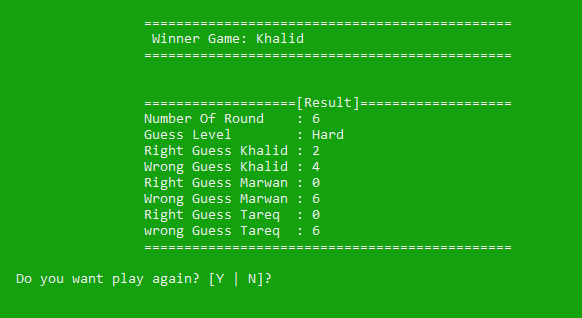 ==============================================
Winner Game: Khalid
==============================================
===================[Result]===================
Number Of Round    : 6
Guess Level        : Hard
Right Guess Khalid : 2
Wrong Guess Khalid : 4
Right Guess Marwan : 0
Wrong Guess Marwan : 6
Right Guess Tareq  : 0
wrong Guess Tareq  : 6
==============================================
Do you want play again? [Y | N]?